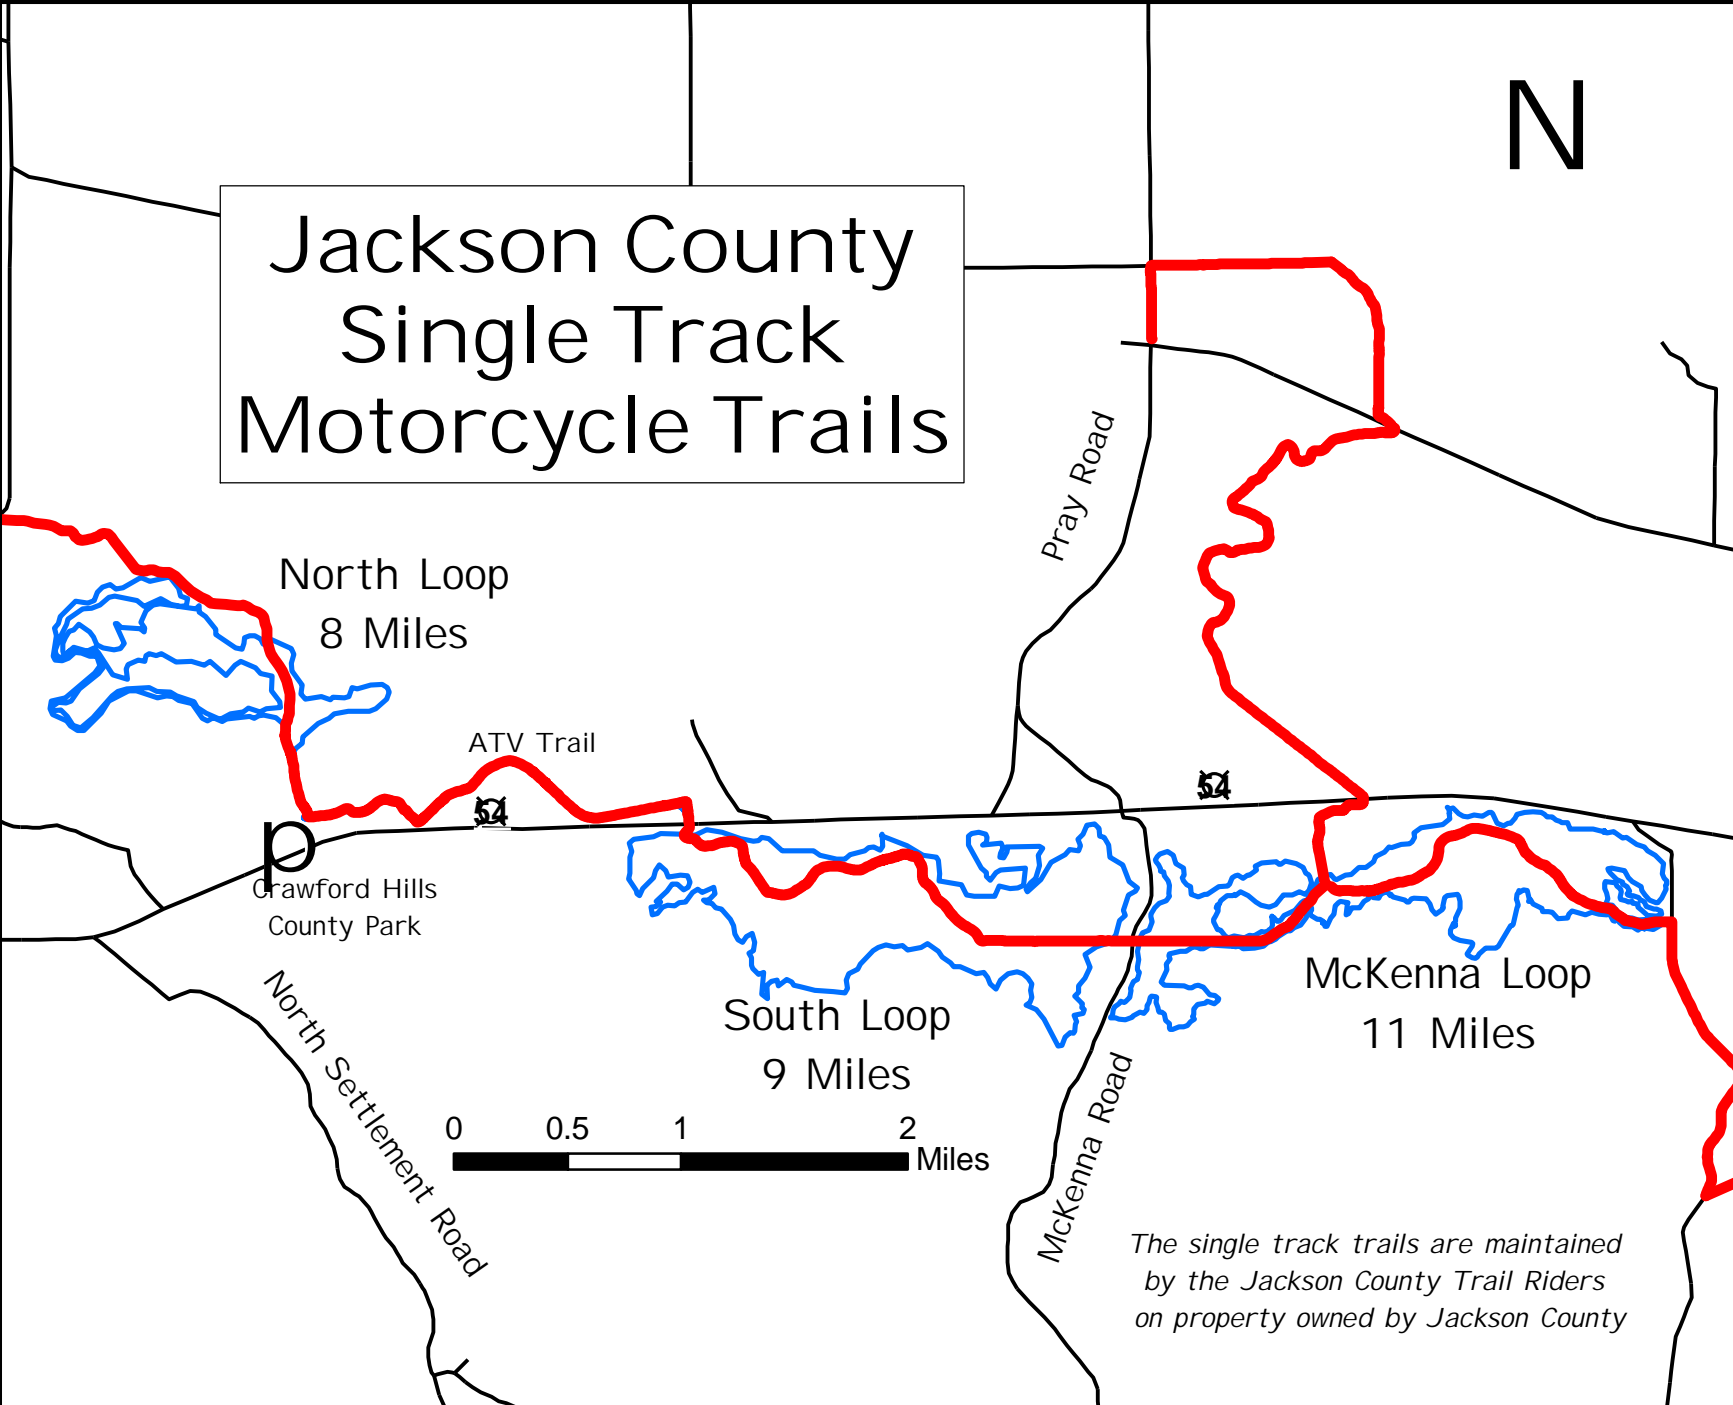 N
Jackson County
Single Track
Motorcycle Trails
Pray Road
North Loop
8 Miles
ATV Trail
54
54
p
Crawford Hills
County Park
McKenna Loop
11 Miles
South Loop
9 Miles
North Settlement Road
McKenna Road
0 0.5 1 2
Miles
The single track trails are maintained
by the Jackson County Trail Riders
on property owned by Jackson County